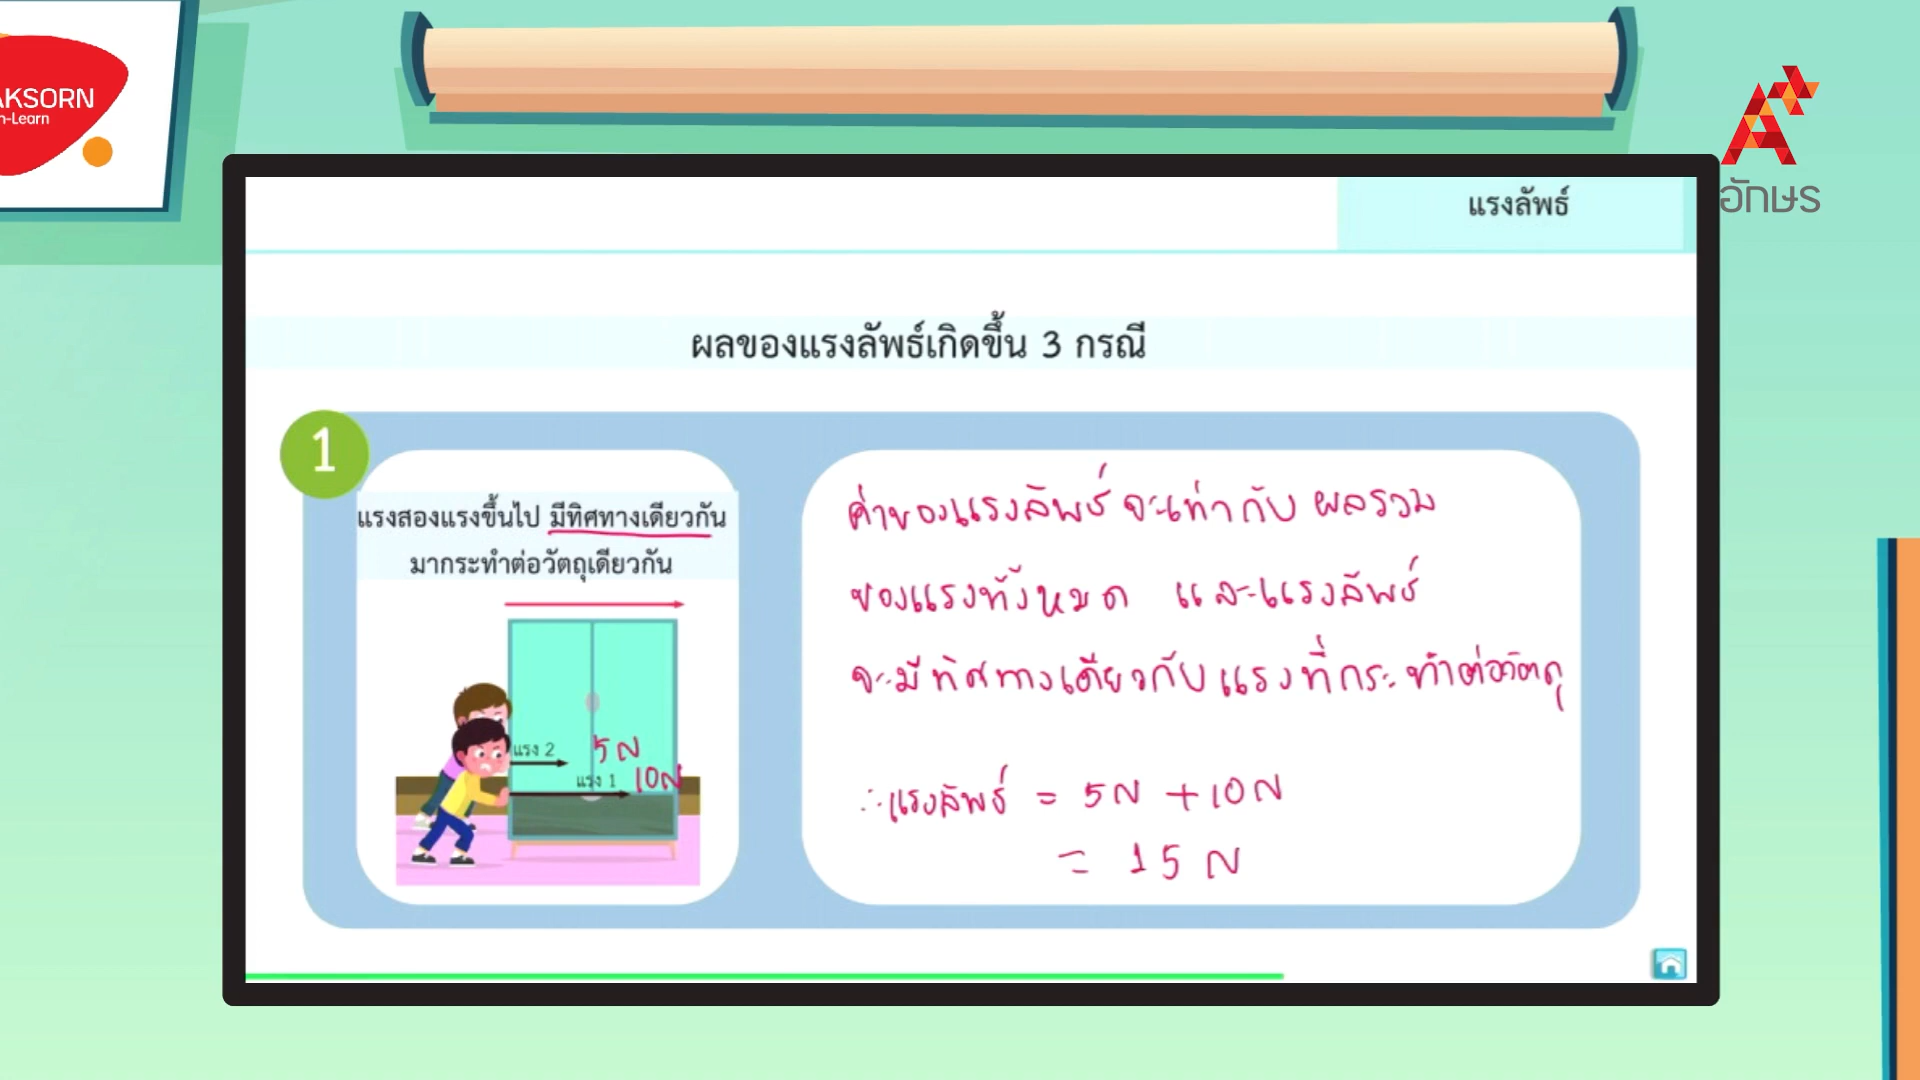 AKSORN
n-Learn
อักษร
แรงลัพธ์
ผลของแรงลัพธ์เกิดขึ้น 3 กรณี
1
แรงสองแรงขึ้นไป มีทิศทางเดียวกัน
มากระทำต่อวัตถุเดียวกัน
แรง 2 5 N
แรง 1 10N
ค่าของแรงลัพธ์ จะเท่ากับ ผลรวม
ของแรงทั้งหมด และแรงลัพธ์
จะมีทิศทางเดียวกับแรงที่กระทำต่อวัตถุ
∴แรงลัพธ์ = 5N + 10N
= 15 N